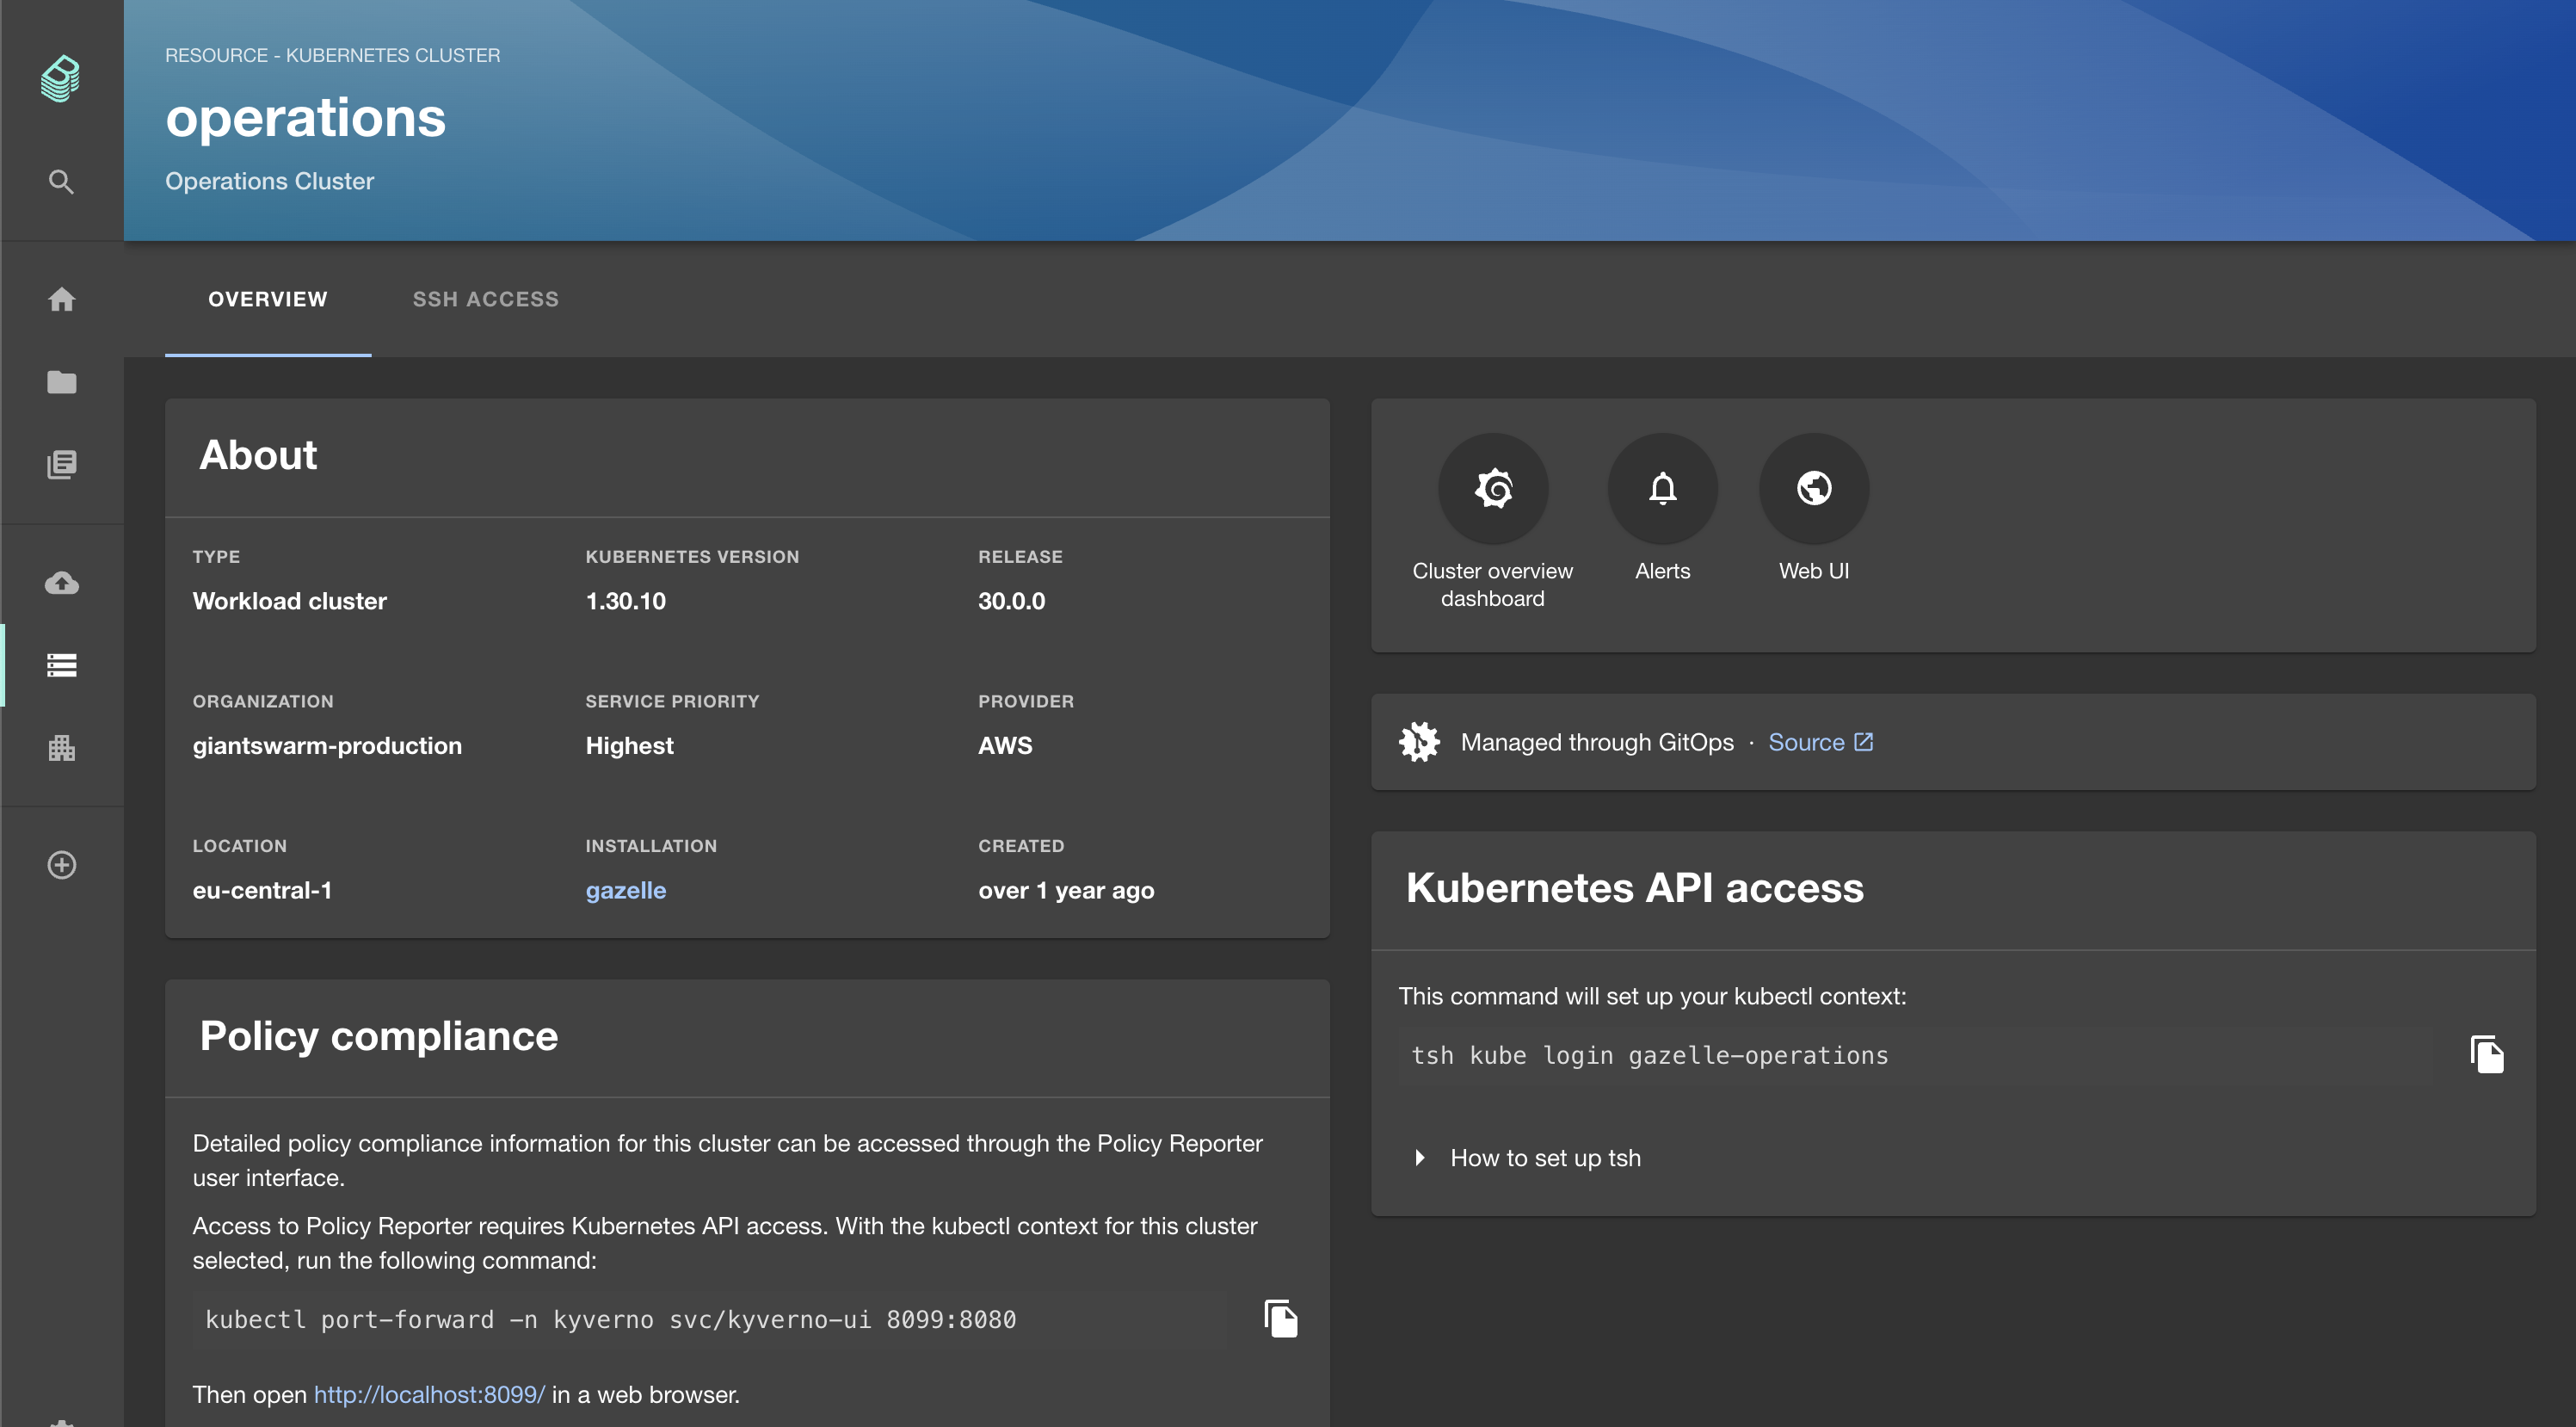 RESOURCE - KUBERNETES CLUSTER
operations
Operations Cluster
OVERVIEW
SSH ACCESS
About
TYPE
KUBERNETES VERSION
RELEASE
Workload cluster
1.30.10
30.0.0
ORGANIZATION
SERVICE PRIORITY
PROVIDER
giantswarm-production
Highest
AWS
LOCATION
INSTALLATION
CREATED
eu-central-1
gazelle
over 1 year ago
Policy compliance
Detailed policy compliance information for this cluster can be accessed through the Policy Reporter
user interface.
Access to Policy Reporter requires Kubernetes API access. With the kubectl context for this cluster
selected, run the following command:
kubectl port-forward -n kyverno svc/kyverno-ui 8099:8080
Then open http://localhost:8099/ in a web browser.
Cluster overview
dashboard
Alerts
Web UI
Managed through GitOps · Source
Kubernetes API access
This command will set up your kubectl context:
tsh kube login gazelle-operations
How to set up tsh